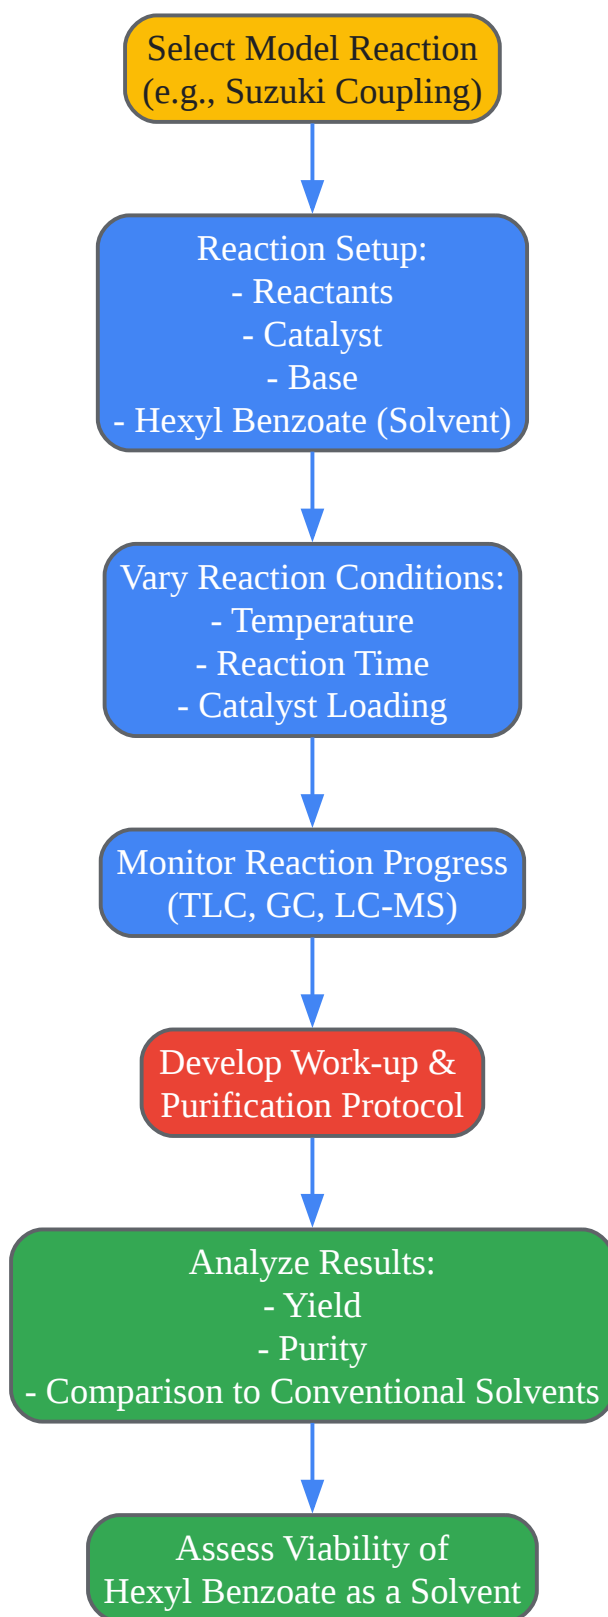 Select Model Reaction
(e.g., Suzuki Coupling)
Reaction Setup:
- Reactants
- Catalyst
- Base
- Hexyl Benzoate (Solvent)
Vary Reaction Conditions:
- Temperature
- Reaction Time
- Catalyst Loading
Monitor Reaction Progress
(TLC, GC, LC-MS)
Develop Work-up &
Purification Protocol
Analyze Results:
- Yield
- Purity
- Comparison to Conventional Solvents
Assess Viability of
Hexyl Benzoate as a Solvent